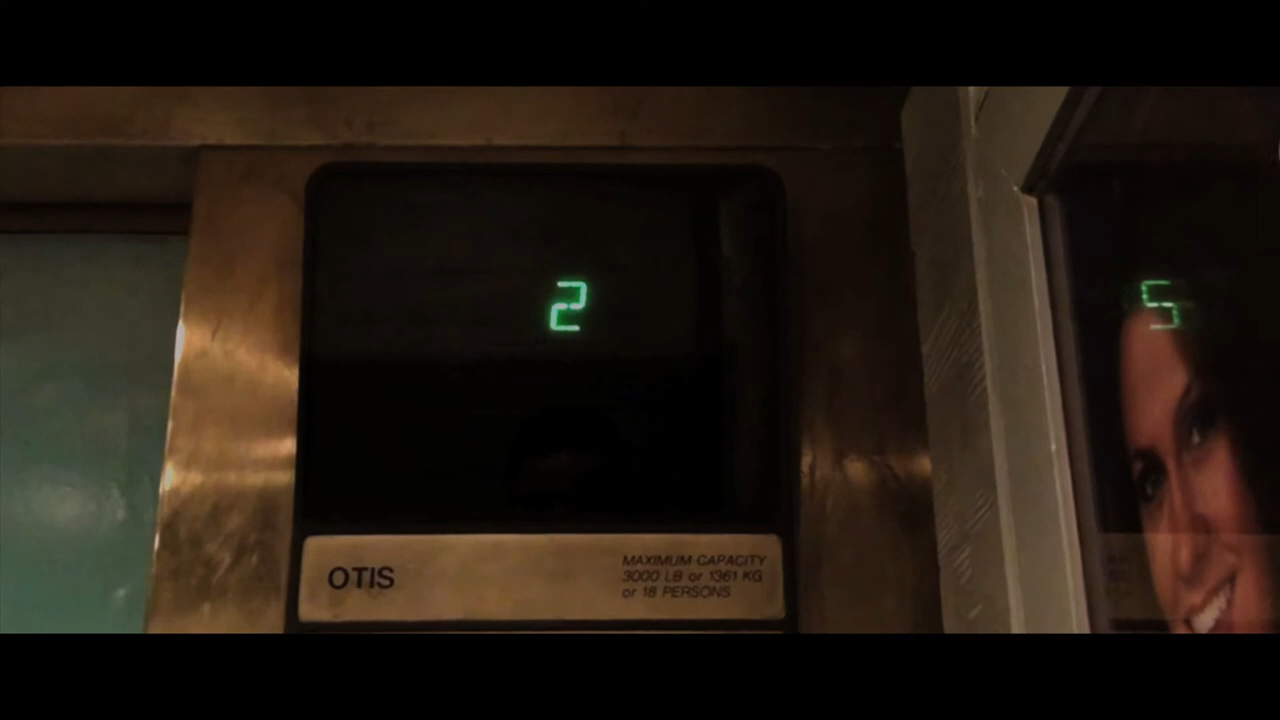 2
5
OTIS
MAXIMUM CAPACITY
3000 LB or 1361 KG
or 18 PERSONS